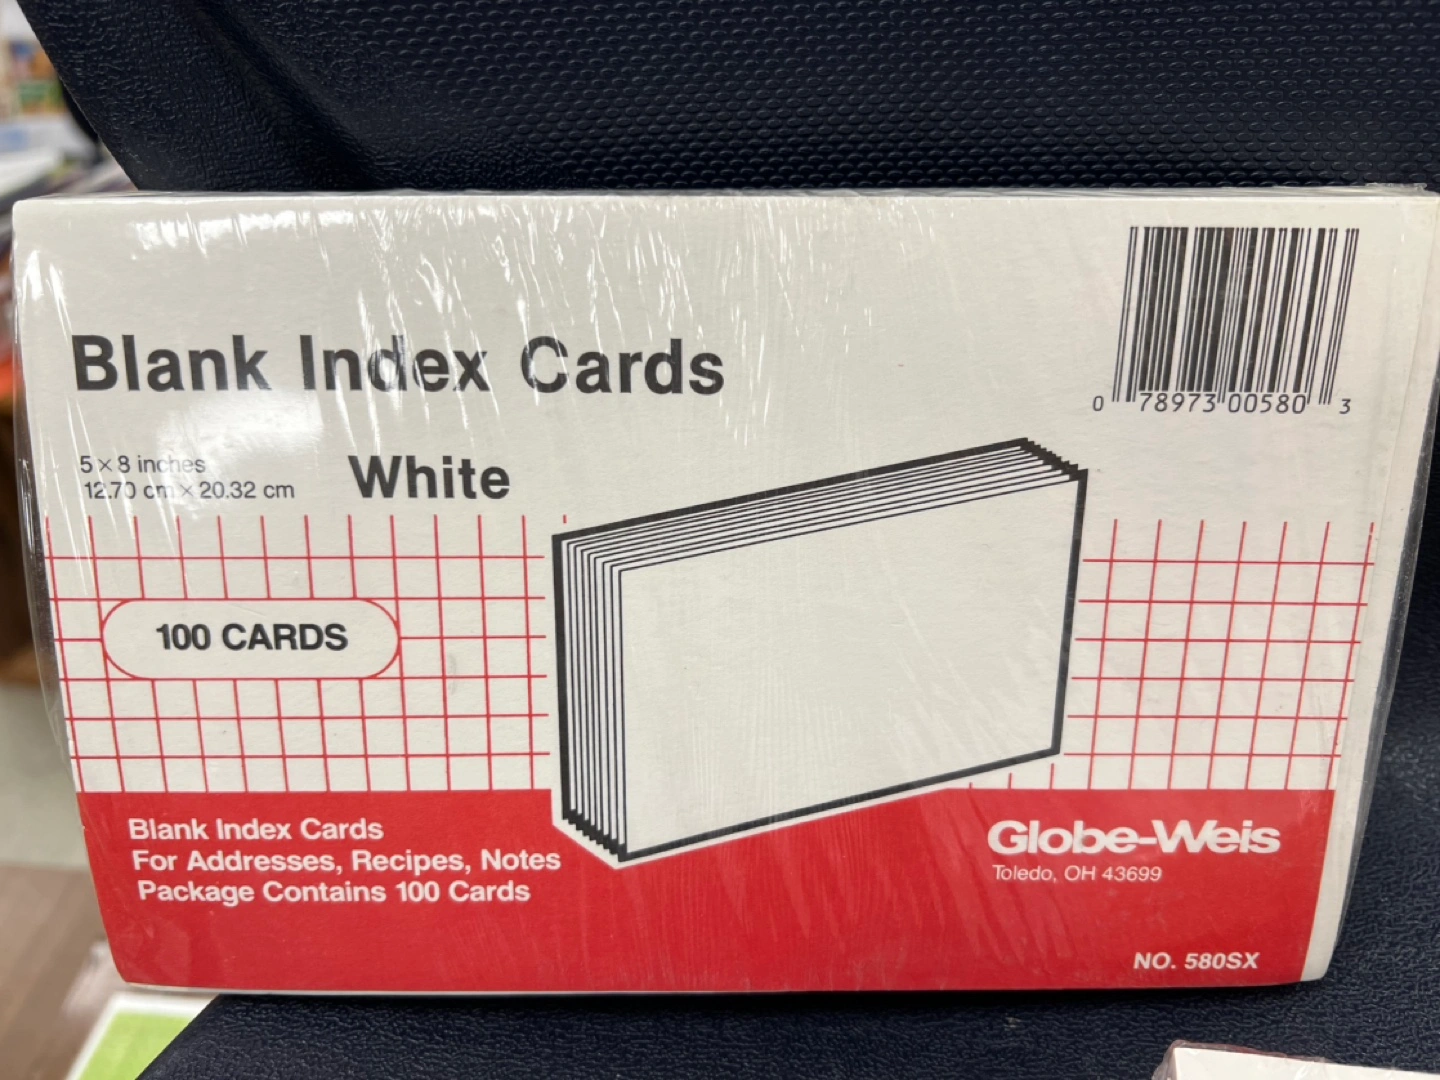 0 78973 00580 3
Blank Index Cards
5 × 8 inches
12.70 cm × 20.32 cm
White
100 CARDS
Blank Index Cards
For Addresses, Recipes, Notes
Package Contains 100 Cards
Globe-Weis
Toledo, OH 43699
NO. 580SX